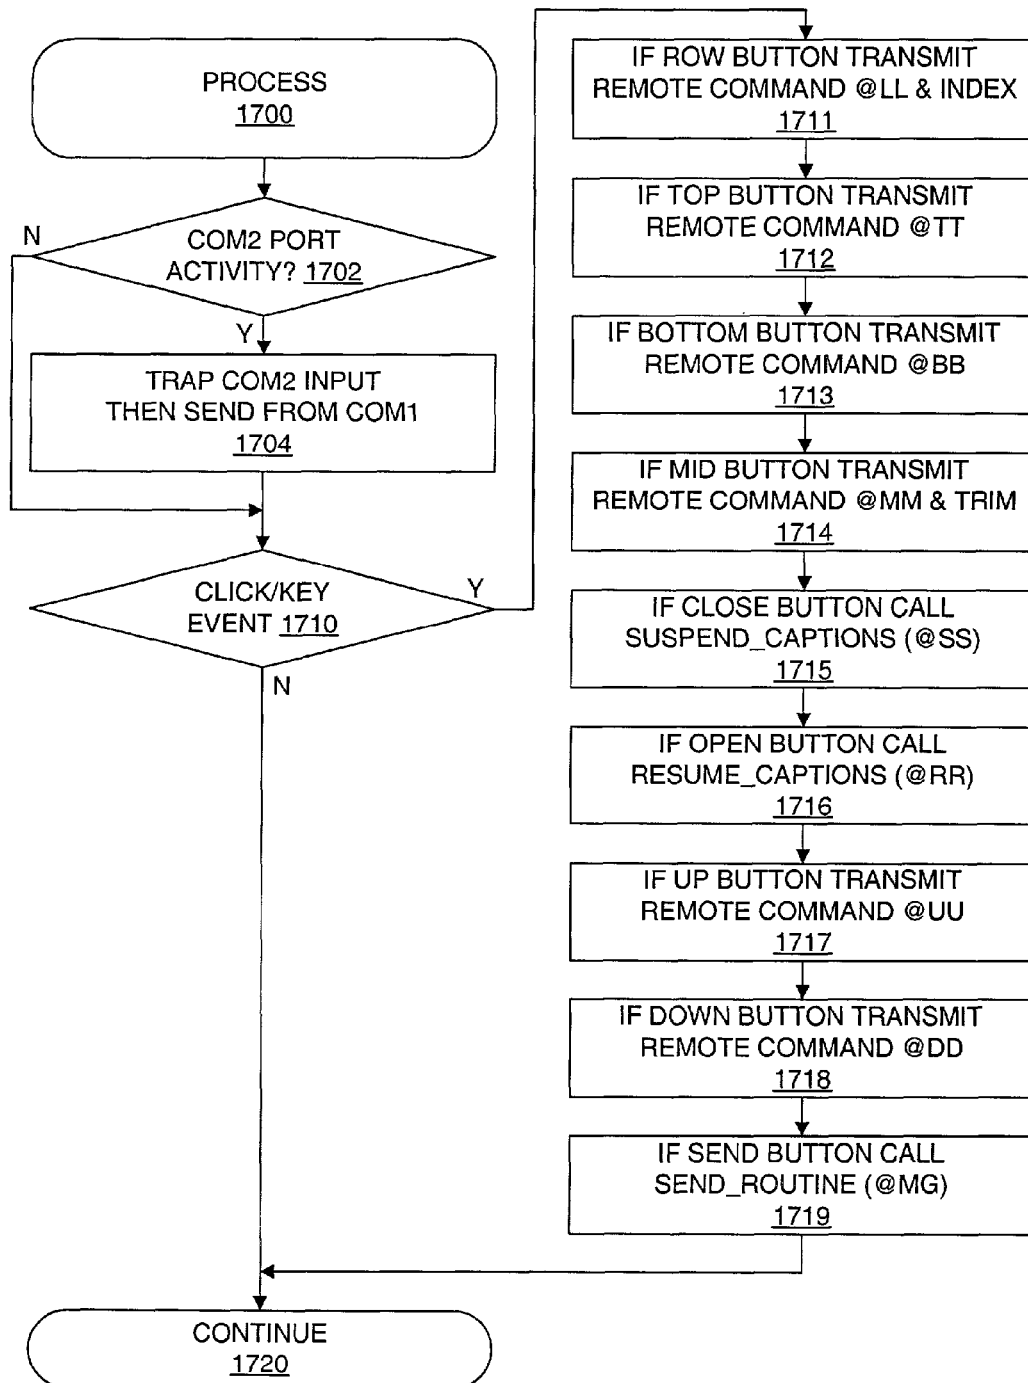 PROCESS
1700
COM2 PORT
ACTIVITY? 1702
N
Y
TRAP COM2 INPUT
THEN SEND FROM COM1
1704
CLICK/KEY
EVENT 1710
Y
N
IF ROW BUTTON TRANSMIT
REMOTE COMMAND @LL & INDEX
1711
IF TOP BUTTON TRANSMIT
REMOTE COMMAND @TT
1712
IF BOTTOM BUTTON TRANSMIT
REMOTE COMMAND @BB
1713
IF MID BUTTON TRANSMIT
REMOTE COMMAND @MM & TRIM
1714
IF CLOSE BUTTON CALL
SUSPEND_CAPTIONS (@SS)
1715
IF OPEN BUTTON CALL
RESUME_CAPTIONS (@RR)
1716
IF UP BUTTON TRANSMIT
REMOTE COMMAND @UU
1717
IF DOWN BUTTON TRANSMIT
REMOTE COMMAND @DD
1718
IF SEND BUTTON CALL
SEND_ROUTINE (@MG)
1719
CONTINUE
1720